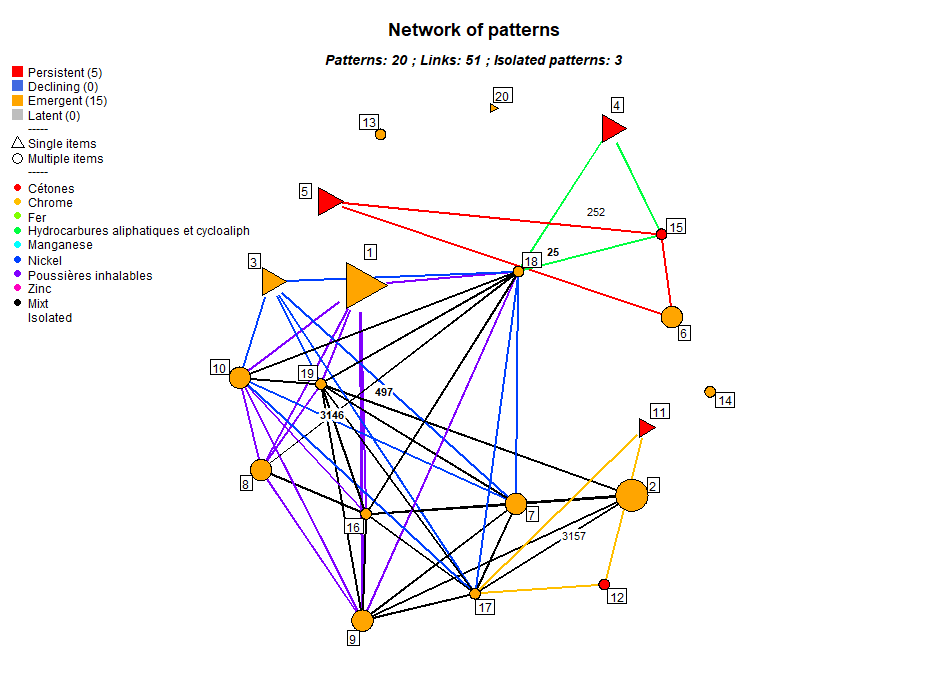 Network of patterns
Patterns: 20 ; Links: 51 ; Isolated patterns: 3
Persistent (5)
Declining (0)
Emergent (15)
Latent (0)
-----
Single items
Multiple items
-----
Cétones
Chrome
Fer
Hydrocarbures aliphatiques et cycloaliph
Manganese
Nickel
Poussières inhalables
Zinc
Mixt
Isolated
20
4
13
5
252
15
1
25
3
18
6
10
19
497
14
3146
11
8
2
7
16
3157
12
17
9